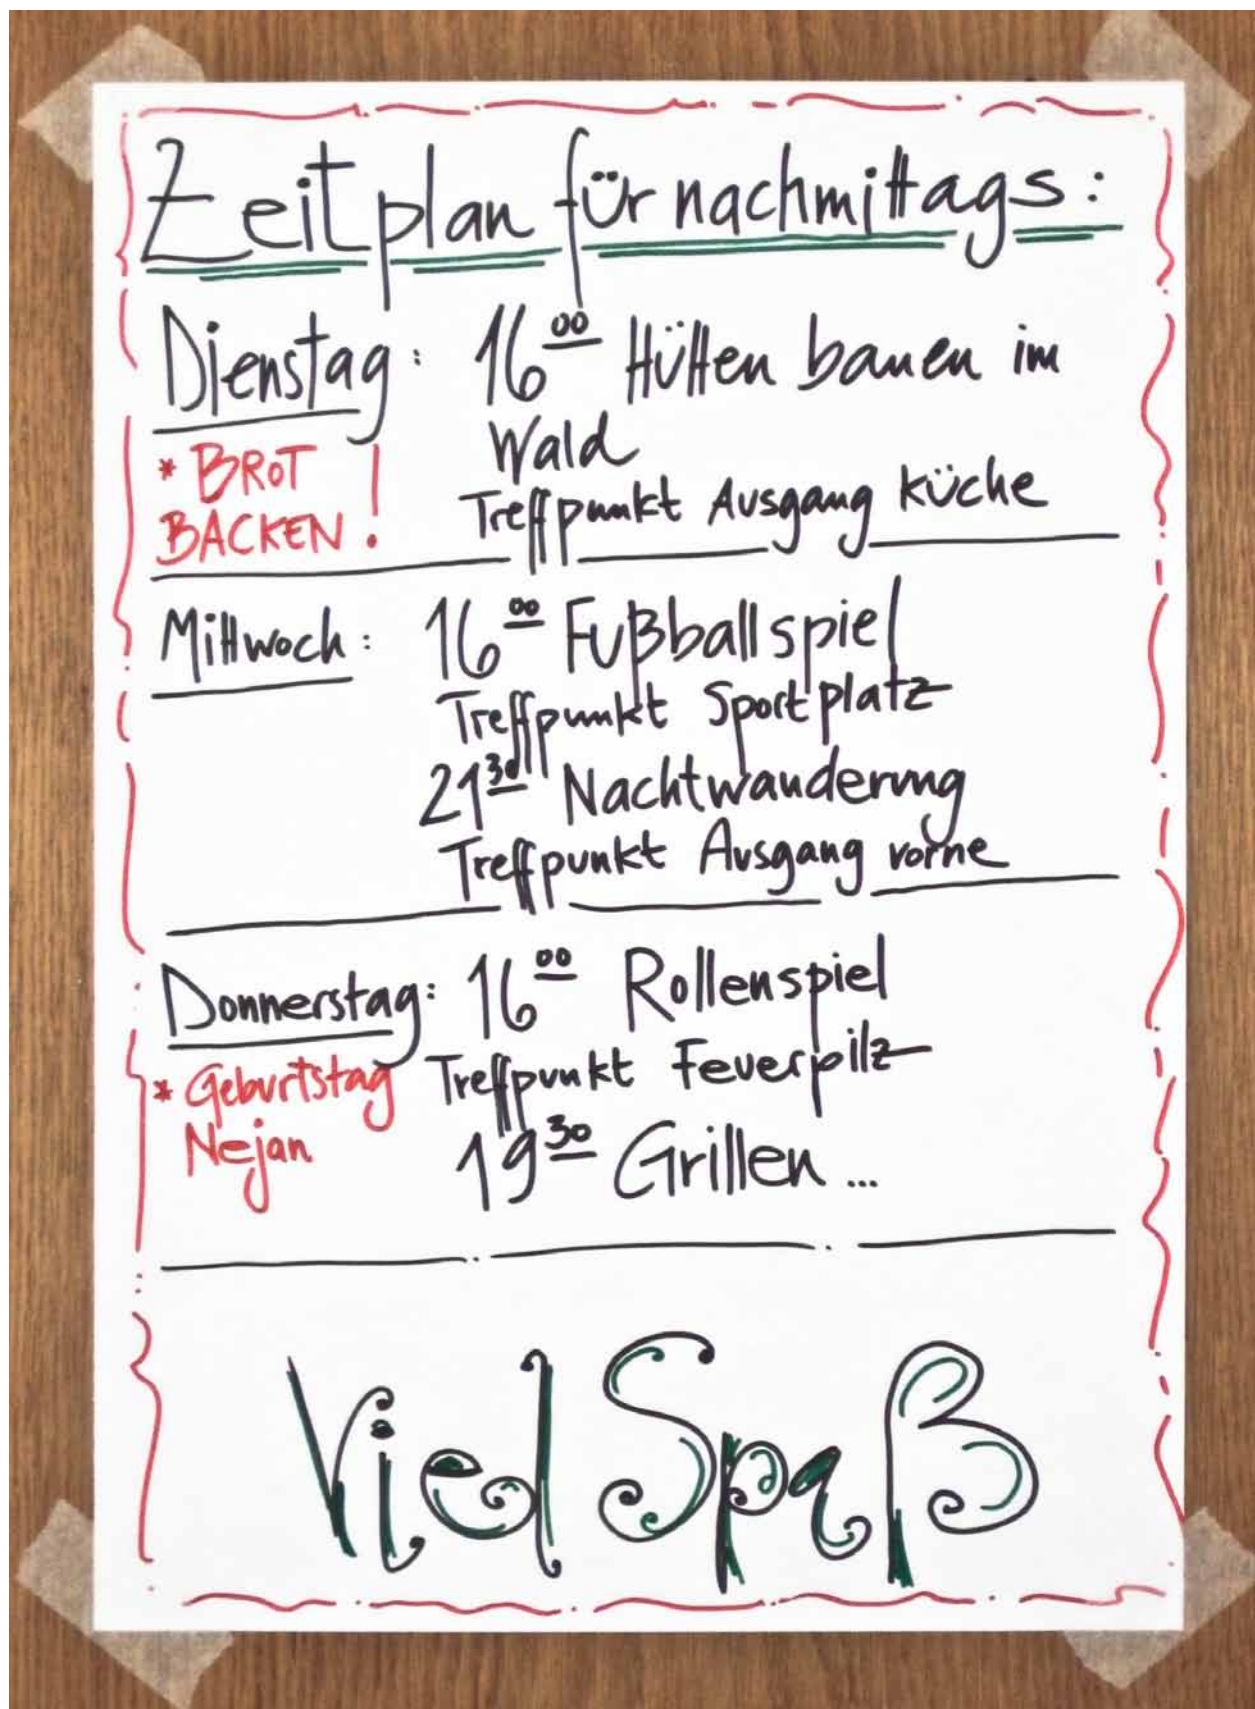 Zeitplan für nachmittags:
Dienstag: 16⁰⁰ Hütten bauen im
Wald
* BROT
BACKEN!
Treffpunkt Ausgang Küche
Mittwoch: 16⁰⁰ Fußballspiel
Treffpunkt Sportplatz
21³⁰ Nachtwanderung
Treffpunkt Ausgang vorne
Donnerstag: 16⁰⁰ Rollenspiel
* Geburtstag
Nejan
Treffpunkt Feuerpilz
19³⁰ Grillen...
Viel Spaß